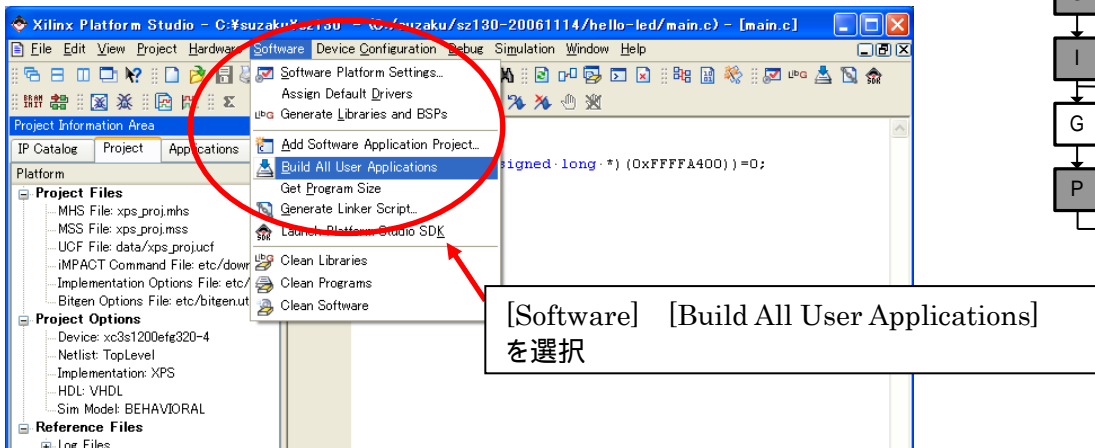 Xilinx Platform Studio - C:¥suzaku¥sz130 - (C:/suzaku/sz130-20061114/hello-led/main.c) - [main.c]
File Edit View Project Hardware Software Device Configuration Debug Simulation Window Help
Software Platform Settings...
Assign Default Drivers
Generate Libraries and BSPs
Add Software Application Project...
Build All User Applications
Get Program Size
Generate Linker Script...
Launch Platform Studio SDK
Clean Libraries
Clean Programs
Clean Software
Project Information Area
IP Catalog Project Applications
Platform
Project Files
MHS File: xps_proj.mhs
MSS File: xps_proj.mss
UCF File: data/xps_proj.ucf
iMPACT Command File: etc/down
Implementation Options File: etc/
Bitgen Options File: etc/bitgen.ut
Project Options
Device: xc3s1200efg320-4
Netlist: TopLevel
Implementation: XPS
HDL: VHDL
Sim Model: BEHAVIORAL
Reference Files
Log Files
signed long *)(0xFFFFA400))=0;
[Software] [Build All User Applications]
を選択
I
G
P